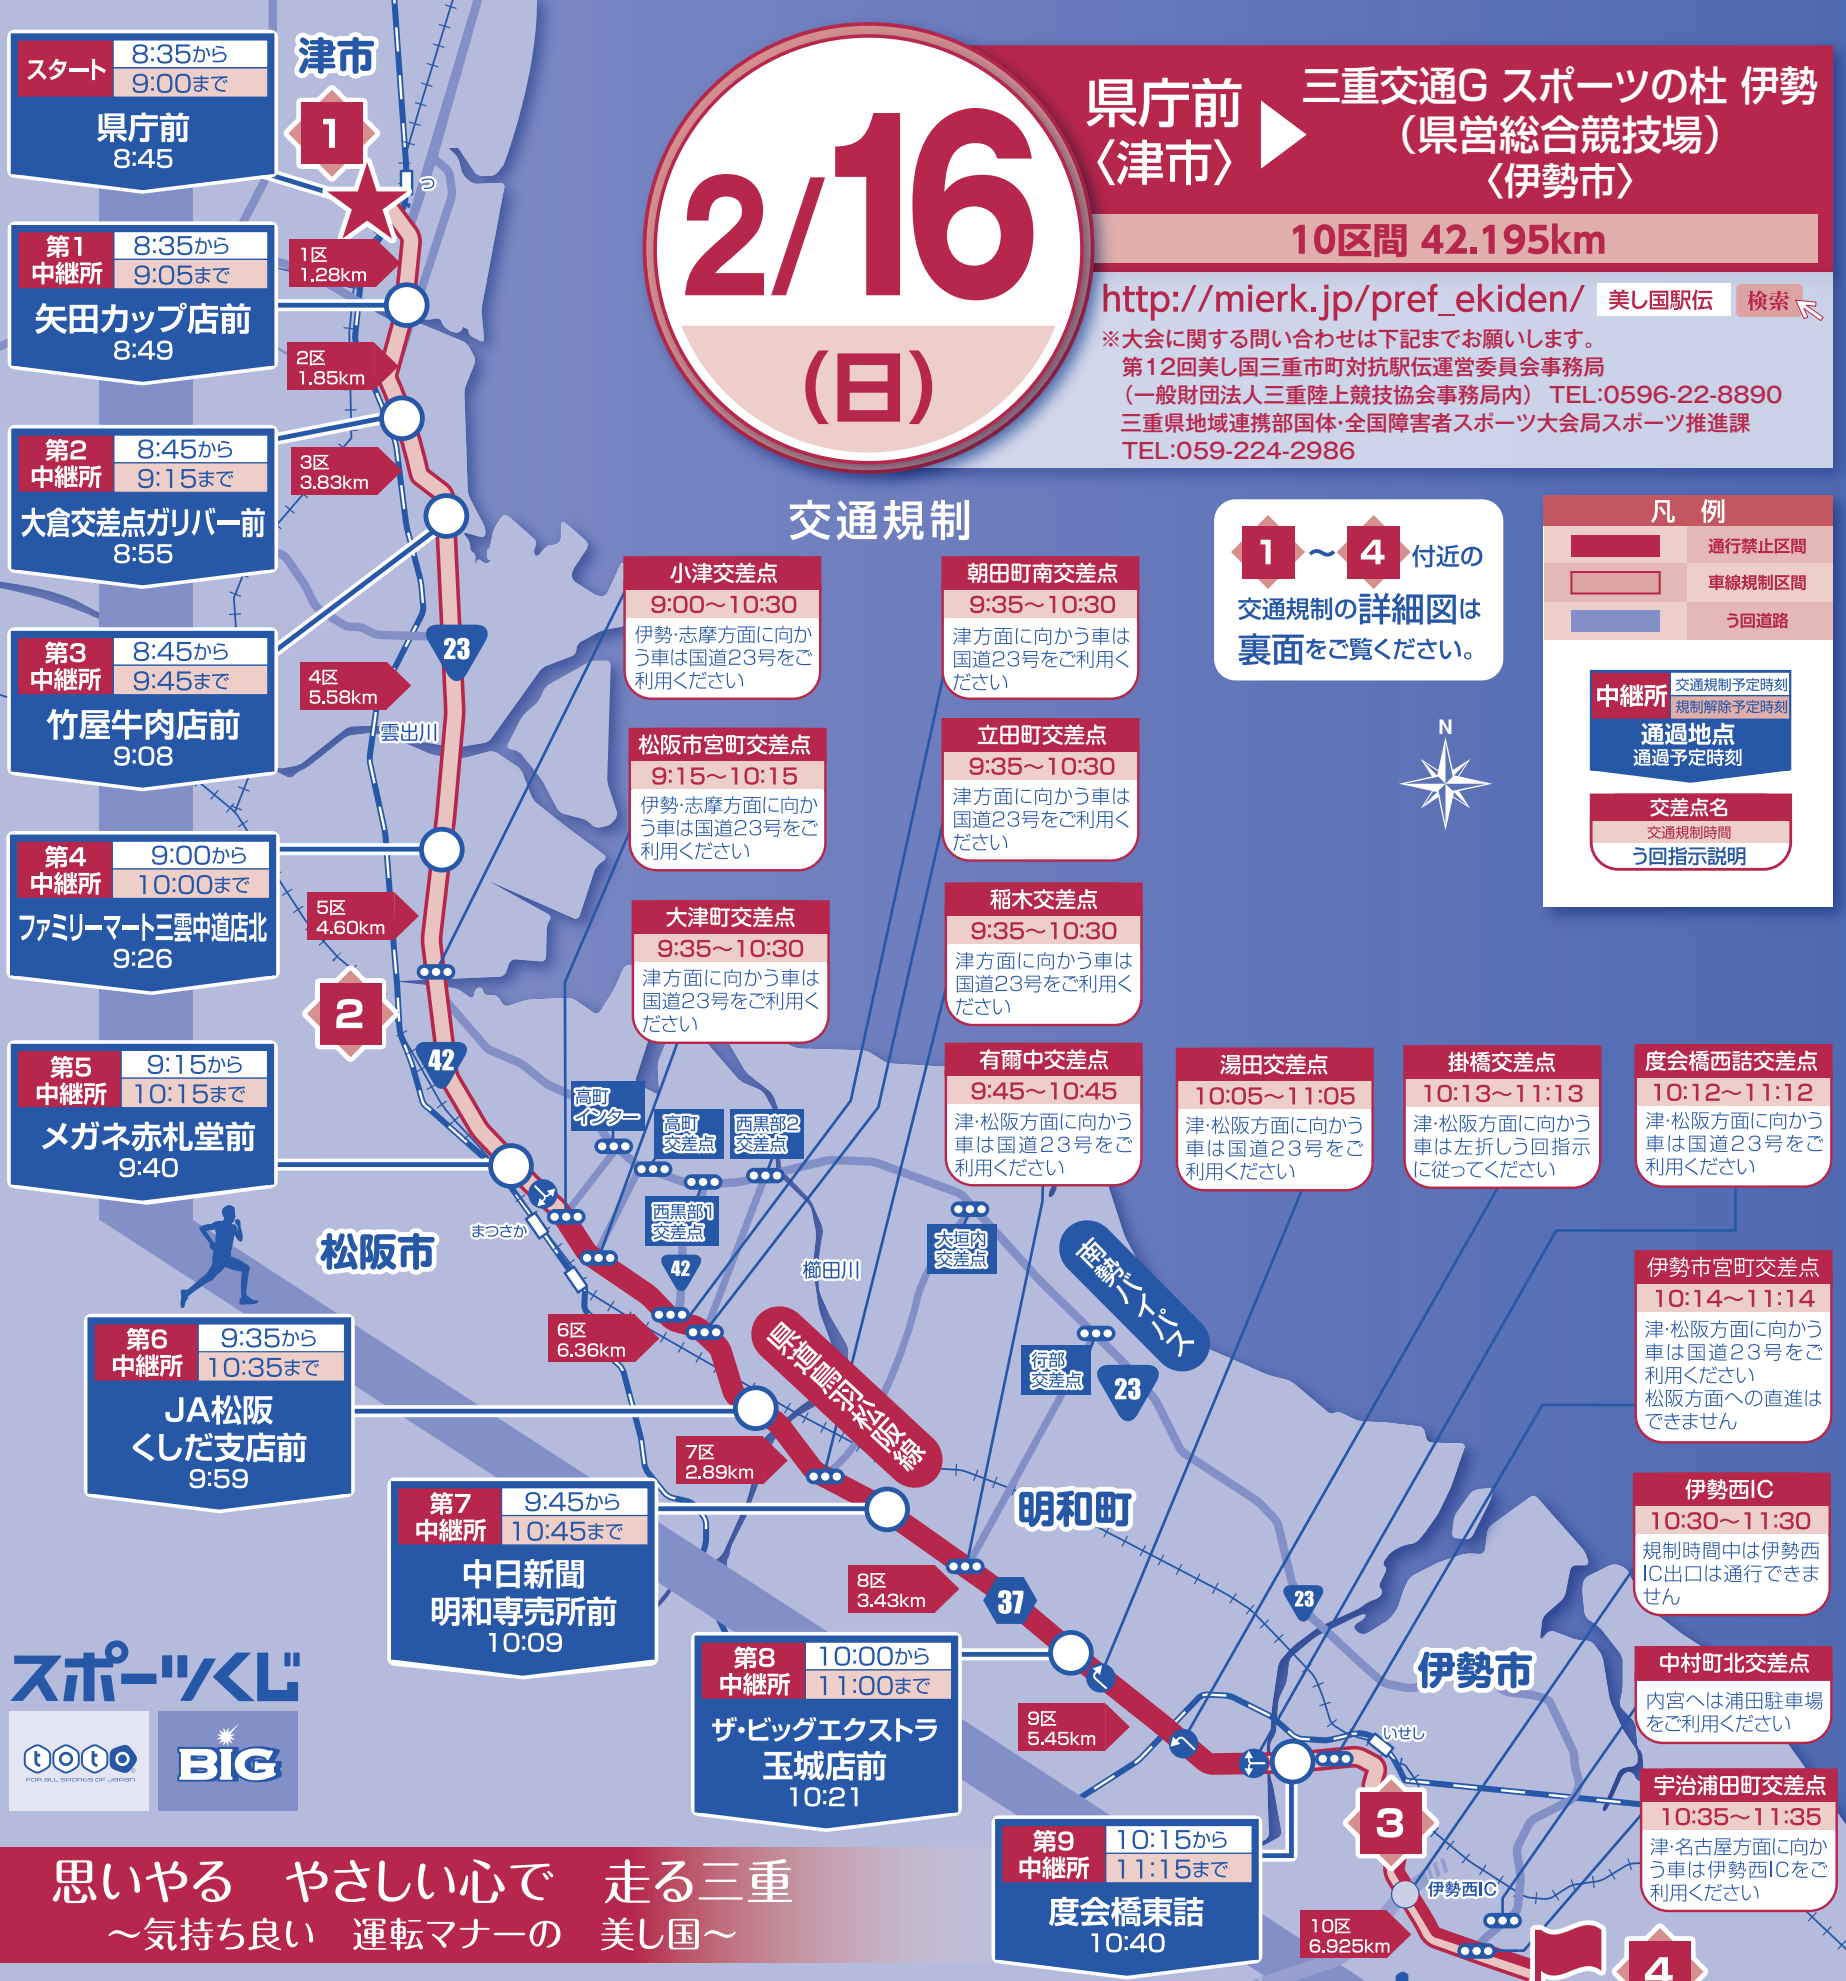 2/16
(日)
県庁前
〈津市〉
三重交通G スポーツの杜 伊勢
(県営総合競技場)
〈伊勢市〉
10区間 42.195km
http://mierk.jp/pref_ekiden/ 美し国駅伝 検索
※大会に関する問い合わせは下記までお願いします。
第12回美し国三重市町対抗駅伝運営委員会事務局
(一般財団法人三重陸上競技協会事務局内) TEL:0596-22-8890
三重県地域連携部国体・全国障害者スポーツ大会局スポーツ推進課
TEL:059-224-2986
スタート
8:35から
9:00まで
県庁前
8:45
津市
1
つ
第1
中継所
8:35から
9:05まで
矢田カップ店前
8:49
1区
1.28km
2区
1.85km
第2
中継所
8:45から
9:15まで
大倉交差点ガリバー前
8:55
3区
3.83km
第3
中継所
8:45から
9:45まで
竹屋牛肉店前
9:08
23
4区
5.58km
雲出川
第4
中継所
9:00から
10:00まで
ファミリーマート三雲中道店北
9:26
5区
4.60km
2
42
第5
中継所
9:15から
10:15まで
メガネ赤札堂前
9:40
まつさか
松阪市
第6
中継所
9:35から
10:35まで
JA松阪
くしだ支店前
9:59
6区
6.36km
7区
2.89km
第7
中継所
9:45から
10:45まで
中日新聞
明和専売所前
10:09
8区
3.43km
第8
中継所
10:00から
11:00まで
ザ・ビッグエクストラ
玉城店前
10:21
9区
5.45km
第9
中継所
10:15から
11:15まで
度会橋東詰
10:40
10区
6.925km
交通規制
1〜4付近の
交通規制の詳細図は
裏面をご覧ください。
凡 例
通行禁止区間
車線規制区間
う回道路
中継所
交通規制予定時刻
規制解除予定時刻
通過地点
通過予定時刻
交差点名
交通規制時間
う回指示説明
N
小津交差点
9:00〜10:30
伊勢・志摩方面に向か
う車は国道23号をご
利用ください
松阪市宮町交差点
9:15〜10:15
伊勢・志摩方面に向か
う車は国道23号をご
利用ください
大津町交差点
9:35〜10:30
津方面に向かう車は
国道23号をご利用く
ださい
朝田町南交差点
9:35〜10:30
津方面に向かう車は
国道23号をご利用く
ださい
立田町交差点
9:35〜10:30
津方面に向かう車は
国道23号をご利用く
ださい
稲木交差点
9:35〜10:30
津方面に向かう車は
国道23号をご利用く
ださい
有爾中交差点
9:45〜10:45
津・松阪方面に向かう
車は国道23号をご
利用ください
湯田交差点
10:05〜11:05
津・松阪方面に向かう
車は国道23号をご
利用ください
掛橋交差点
10:13〜11:13
津・松阪方面に向かう
車は左折しう回指示
に従ってください
度会橋西詰交差点
10:12〜11:12
津・松阪方面に向かう
車は国道23号をご
利用ください
伊勢市宮町交差点
10:14〜11:14
津・松阪方面に向かう
車は国道23号をご
利用ください
松阪方面への直進は
できません
伊勢西IC
10:30〜11:30
規制時間中は伊勢西
IC出口は通行できま
せん
中村町北交差点
内宮へは浦田駐車場
をご利用ください
宇治浦田町交差点
10:35〜11:35
津・名古屋方面に向か
う車は伊勢西ICをご
利用ください
高町
インター
高町
交差点
西黒部2
交差点
西黒部1
交差点
42
櫛田川
大垣内
交差点
行部
交差点
23
南勢バイパス
県道鳥羽松阪線
明和町
37
23
伊勢市
いせし
3
伊勢西IC
4
スポーツくじ
toto
FOR ALL SPORTS OF JAPAN
BIG
思いやる やさしい心で 走る三重
〜気持ち良い 運転マナーの 美し国〜